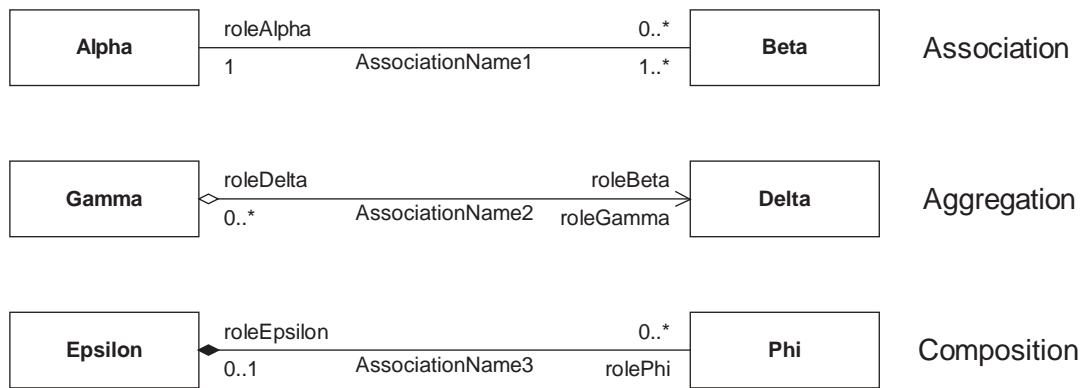 roleAlpha 0..*
Alpha Beta Association
1 AssociationName1 1..*
roleDelta roleBeta
Gamma Delta Aggregation
0..* AssociationName2 roleGamma
roleEpsilon 0..*
Epsilon Phi Composition
0..1 AssociationName3 rolePhi